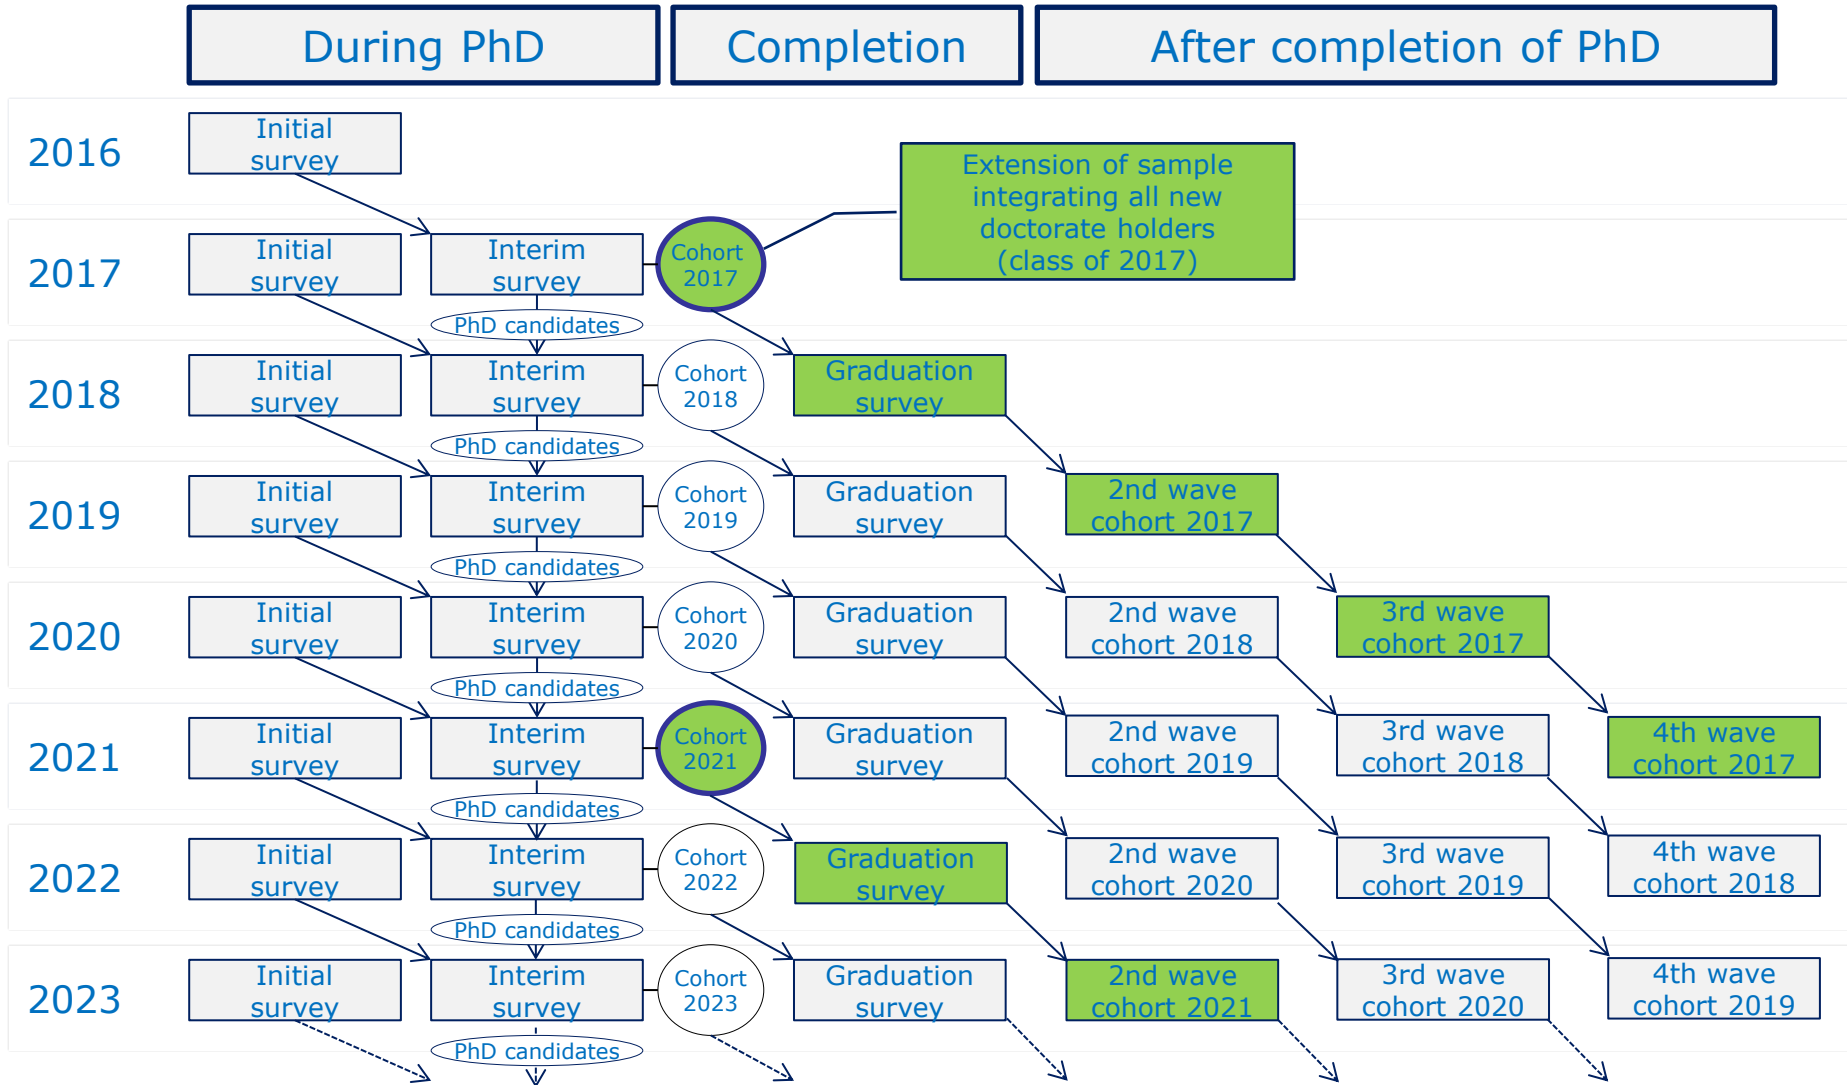 During PhD
Completion
After completion of PhD
2016
Initial
survey
Extension of sample
integrating all new
doctorate holders
(class of 2017)
2017
Initial
survey
Interim
survey
Cohort
2017
PhD candidates
2018
Initial
survey
Interim
survey
Cohort
2018
Graduation
survey
PhD candidates
2019
Initial
survey
Interim
survey
Cohort
2019
Graduation
survey
2nd wave
cohort 2017
PhD candidates
2020
Initial
survey
Interim
survey
Cohort
2020
Graduation
survey
2nd wave
cohort 2018
3rd wave
cohort 2017
PhD candidates
2021
Initial
survey
Interim
survey
Cohort
2021
Graduation
survey
2nd wave
cohort 2019
3rd wave
cohort 2018
4th wave
cohort 2017
PhD candidates
2022
Initial
survey
Interim
survey
Cohort
2022
Graduation
survey
2nd wave
cohort 2020
3rd wave
cohort 2019
4th wave
cohort 2018
PhD candidates
2023
Initial
survey
Interim
survey
Cohort
2023
Graduation
survey
2nd wave
cohort 2021
3rd wave
cohort 2020
4th wave
cohort 2019
PhD candidates